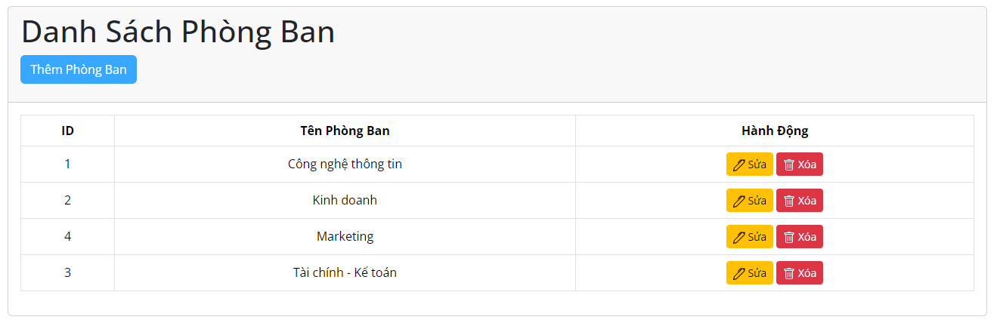 Danh Sách Phòng Ban
Thêm Phòng Ban
ID Tên Phòng Ban Hành Động
1 Công nghệ thông tin Sửa Xóa
2 Kinh doanh Sửa Xóa
4 Marketing Sửa Xóa
3 Tài chính - Kế toán Sửa Xóa